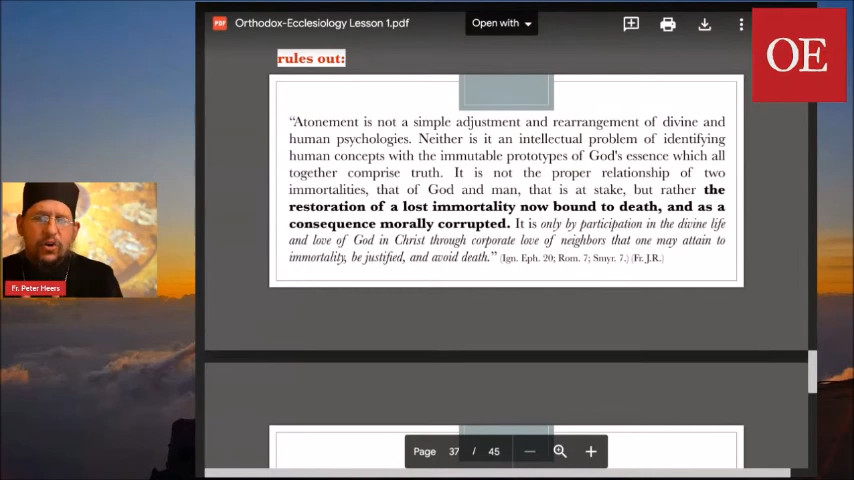 Orthodox-Ecclesiology Lesson 1.pdf
Open with
OE
rules out:
“Atonement is not a simple adjustment and rearrangement of divine and
human psychologies. Neither is it an intellectual problem of identifying
human concepts with the immutable prototypes of God's essence which all
together comprise truth. It is not the proper relationship of two
immortalities, that of God and man, that is at stake, but rather the
restoration of a lost immortality now bound to death, and as a
consequence morally corrupted. It is only by participation in the divine life
and love of God in Christ through corporate love of neighbors that one may attain to
immortality, be justified, and avoid death.” (Ign. Eph. 20; Rom. 7; Smyr. 7.) (Fr. J.R.)
Fr. Peter Heers
Page 37 / 45